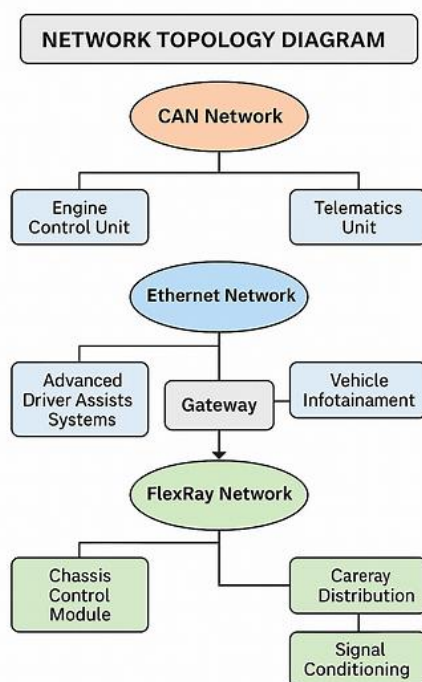 NETWORK TOPOLOGY DIAGRAM
CAN Network
Engine
Control Unit
Telematics
Unit
Ethernet Network
Advanced
Driver Assists
Systems
Gateway
Vehicle
Infotainament
FlexRay Network
Chassis
Control
Module
Careray
Distribution
Signal
Conditioning